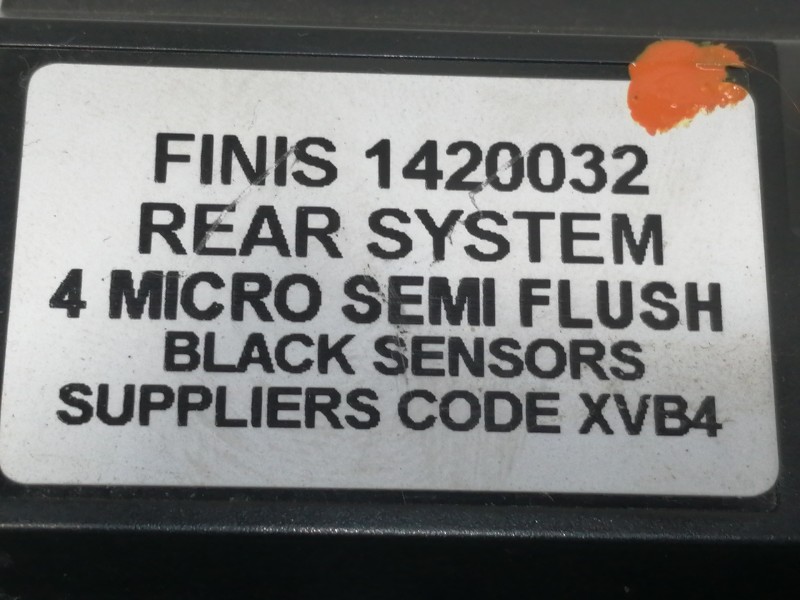 FINIS 1420032
REAR SYSTEM
4 MICRO SEMI FLUSH
BLACK SENSORS
SUPPLIERS CODE XVB4